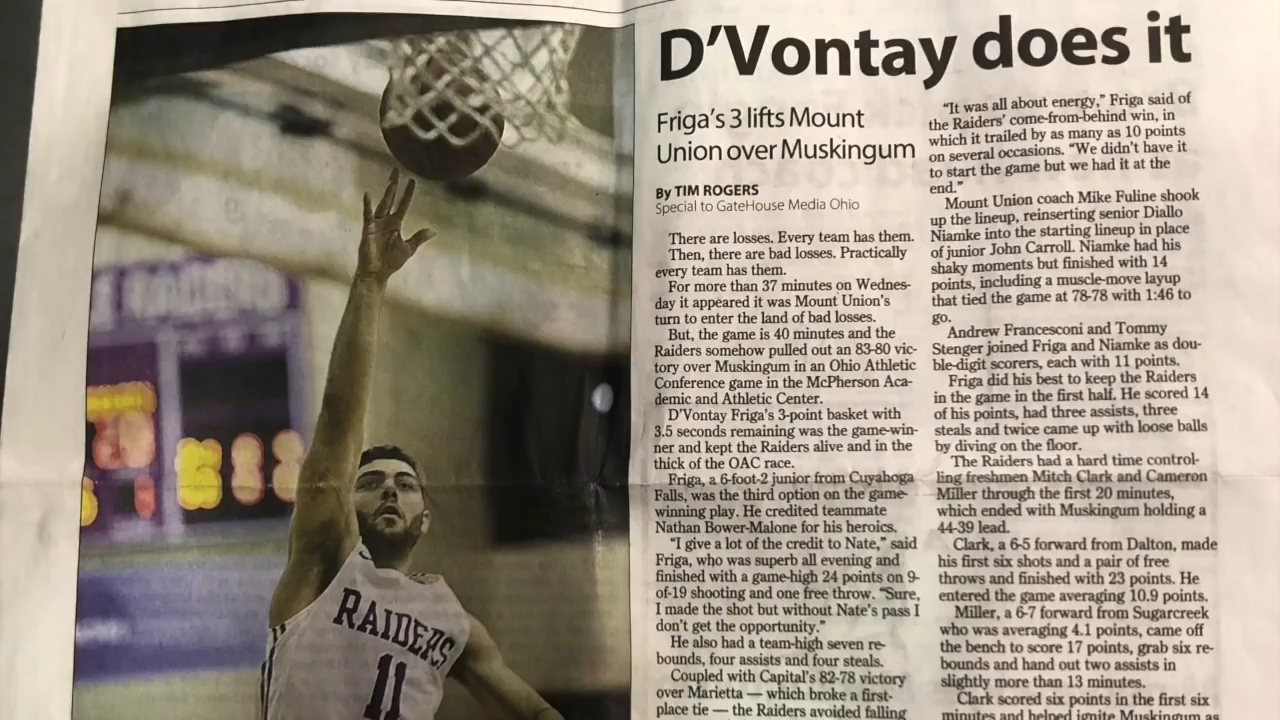 D'Vontay does it
Friga's 3 lifts Mount
Union over Muskingum
By TIM ROGERS
Special to GateHouse Media Ohio
There are losses. Every team has them.
Then, there are bad losses. Practically
every team has them.
For more than 37 minutes on Wednes-
day it appeared it was Mount Union's
turn to enter the land of bad losses.
But, the game is 40 minutes and the
Raiders somehow pulled out an 83-80 vic-
tory over Muskingum in an Ohio Athletic
Conference game in the McPherson Aca-
demic and Athletic Center.
D'Vontay Friga's 3-point basket with
3.5 seconds remaining was the game-win-
ner and kept the Raiders alive and in the
thick of the OAC race.
Friga, a 6-foot-2 junior from Cuyahoga
Falls, was the third option on the game-
winning play. He credited teammate
Nathan Bower-Malone for his heroics.
"I give a lot of the credit to Nate," said
Friga, who was superb all evening and
finished with a game-high 24 points on 9-
of-19 shooting and one free throw. "Sure,
I made the shot but without Nate's pass I
don't get the opportunity."
He also had a team-high seven re-
bounds, four assists and four steals.
Coupled with Capital's 82-78 victory
over Marietta — which broke a first-
place tie — the Raiders avoided falling
"It was all about energy," Friga said of
the Raiders' come-from-behind win, in
which it trailed by as many as 10 points
on several occasions. "We didn't have it
to start the game but we had it at the
end."
Mount Union coach Mike Fuline shook
up the lineup, reinserting senior Diallo
Niamke into the starting lineup in place
of junior John Carroll. Niamke had his
shaky moments but finished with 14
points, including a muscle-move layup
that tied the game at 78-78 with 1:46 to
go.
Andrew Francesconi and Tommy
Stenger joined Friga and Niamke as dou-
ble-digit scorers, each with 11 points.
Friga did his best to keep the Raiders
in the game in the first half. He scored 14
of his points, had three assists, three
steals and twice came up with loose balls
by diving on the floor.
The Raiders had a hard time control-
ling freshmen Mitch Clark and Cameron
Miller through the first 20 minutes,
which ended with Muskingum holding a
44-39 lead.
Clark, a 6-5 forward from Dalton, made
his first six shots and a pair of free
throws and finished with 23 points. He
entered the game averaging 10.9 points.
Miller, a 6-7 forward from Sugarcreek
who was averaging 4.1 points, came off
the bench to score 17 points, grab six re-
bounds and hand out two assists in
slightly more than 13 minutes.
Clark scored six points in the first six
minutes and helped ignite Muskingum as
RAIDERS
11